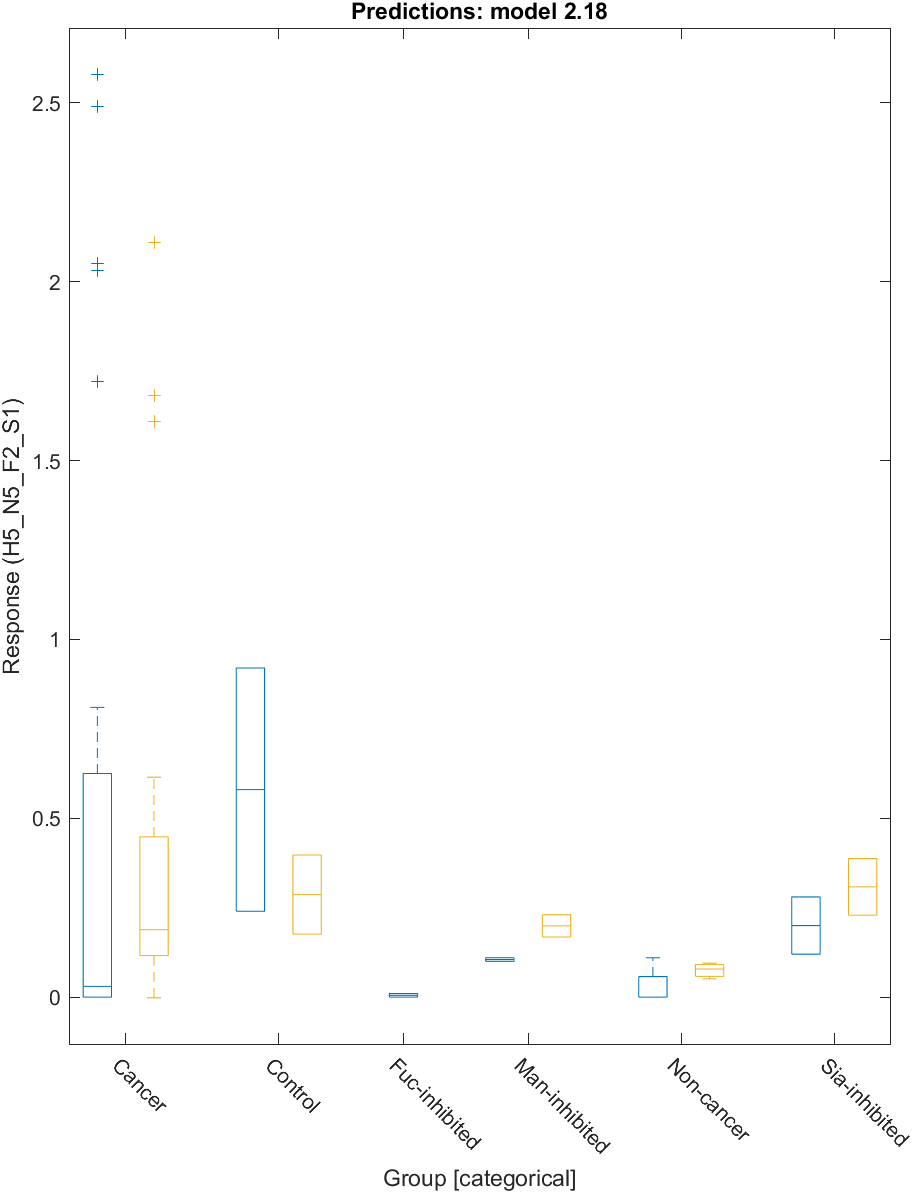 Predictions: model 2.18
2.5
2
1.5
1
0.5
0
Response (H5_N5_F2_S1)
Cancer
Control
Fuc-inhibited
Man-inhibited
Non-cancer
Sia-inhibited
Group [categorical]